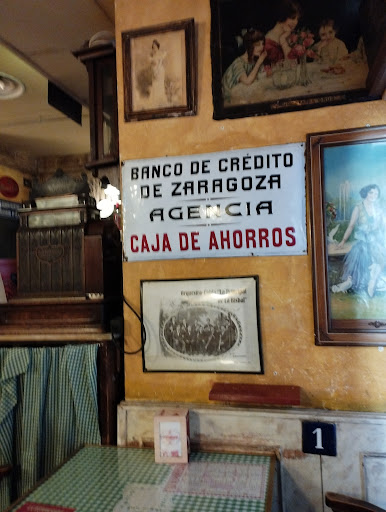 BANCO DE CRÉDITO
DE ZARAGOZA
AGENCIA
CAJA DE AHORROS
1